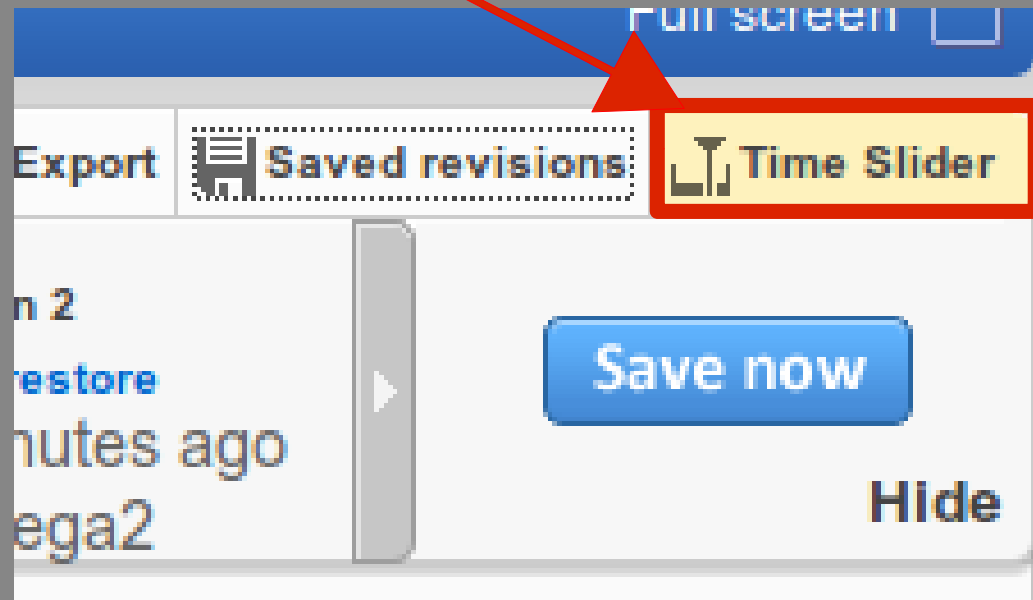 Full screen
Export Saved revisions Time Slider
n 2
restore
nutes ago
ega2
Save now
Hide